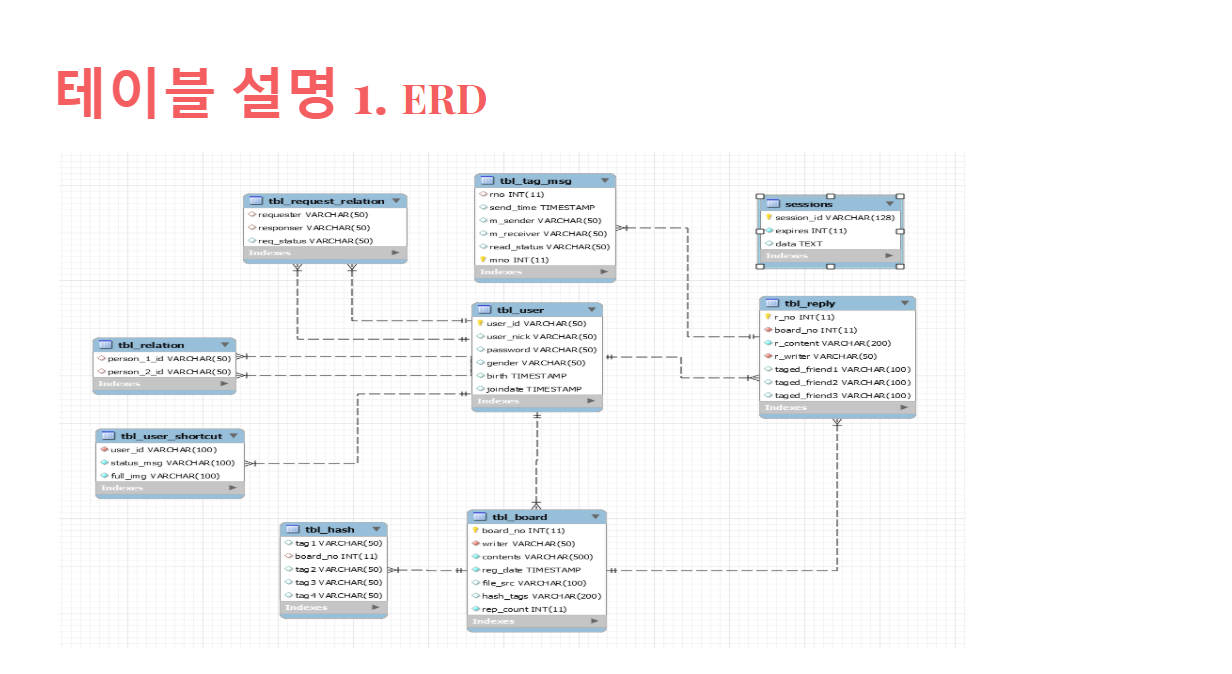 테이블 설명 1. ERD
tbl_tag_msg
rno INT(11)
send_time TIMESTAMP
m_sender VARCHAR(50)
m_receiver VARCHAR(50)
read_status VARCHAR(50)
mno INT(11)
Indexes
tbl_request_relation
requester VARCHAR(50)
responser VARCHAR(50)
req_status VARCHAR(50)
Indexes
sessions
session_id VARCHAR(128)
expires INT(11)
data TEXT
Indexes
tbl_user
user_id VARCHAR(50)
user_nick VARCHAR(50)
password VARCHAR(50)
gender VARCHAR(50)
birth TIMESTAMP
joindate TIMESTAMP
Indexes
tbl_reply
r_no INT(11)
board_no INT(11)
r_content VARCHAR(200)
r_writer VARCHAR(50)
taged_friend1 VARCHAR(100)
taged_friend2 VARCHAR(100)
taged_friend3 VARCHAR(100)
Indexes
tbl_relation
person_1_id VARCHAR(50)
person_2_id VARCHAR(50)
Indexes
tbl_user_shortcut
user_id VARCHAR(100)
status_msg VARCHAR(100)
full_img VARCHAR(100)
Indexes
tbl_hash
tag1 VARCHAR(50)
board_no INT(11)
tag2 VARCHAR(50)
tag3 VARCHAR(50)
tag4 VARCHAR(50)
Indexes
tbl_board
board_no INT(11)
writer VARCHAR(50)
contents VARCHAR(500)
reg_date TIMESTAMP
file_src VARCHAR(100)
hash_tags VARCHAR(200)
rep_count INT(11)
Indexes